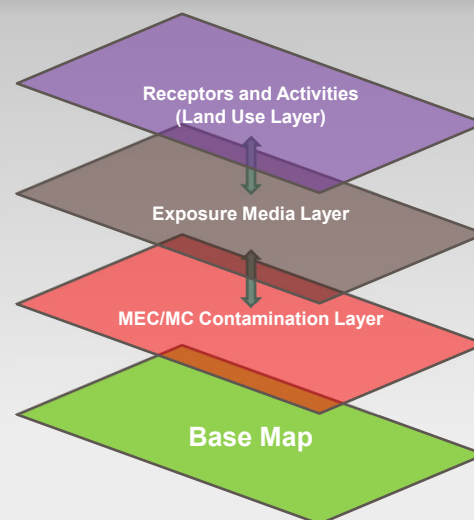 Receptors and Activities
(Land Use Layer)
Exposure Media Layer
MEC/MC Contamination Layer
Base Map